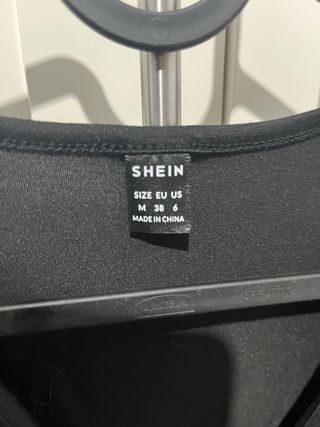 SHEIN
SIZE EU US
M 38 6
MADE IN CHINA